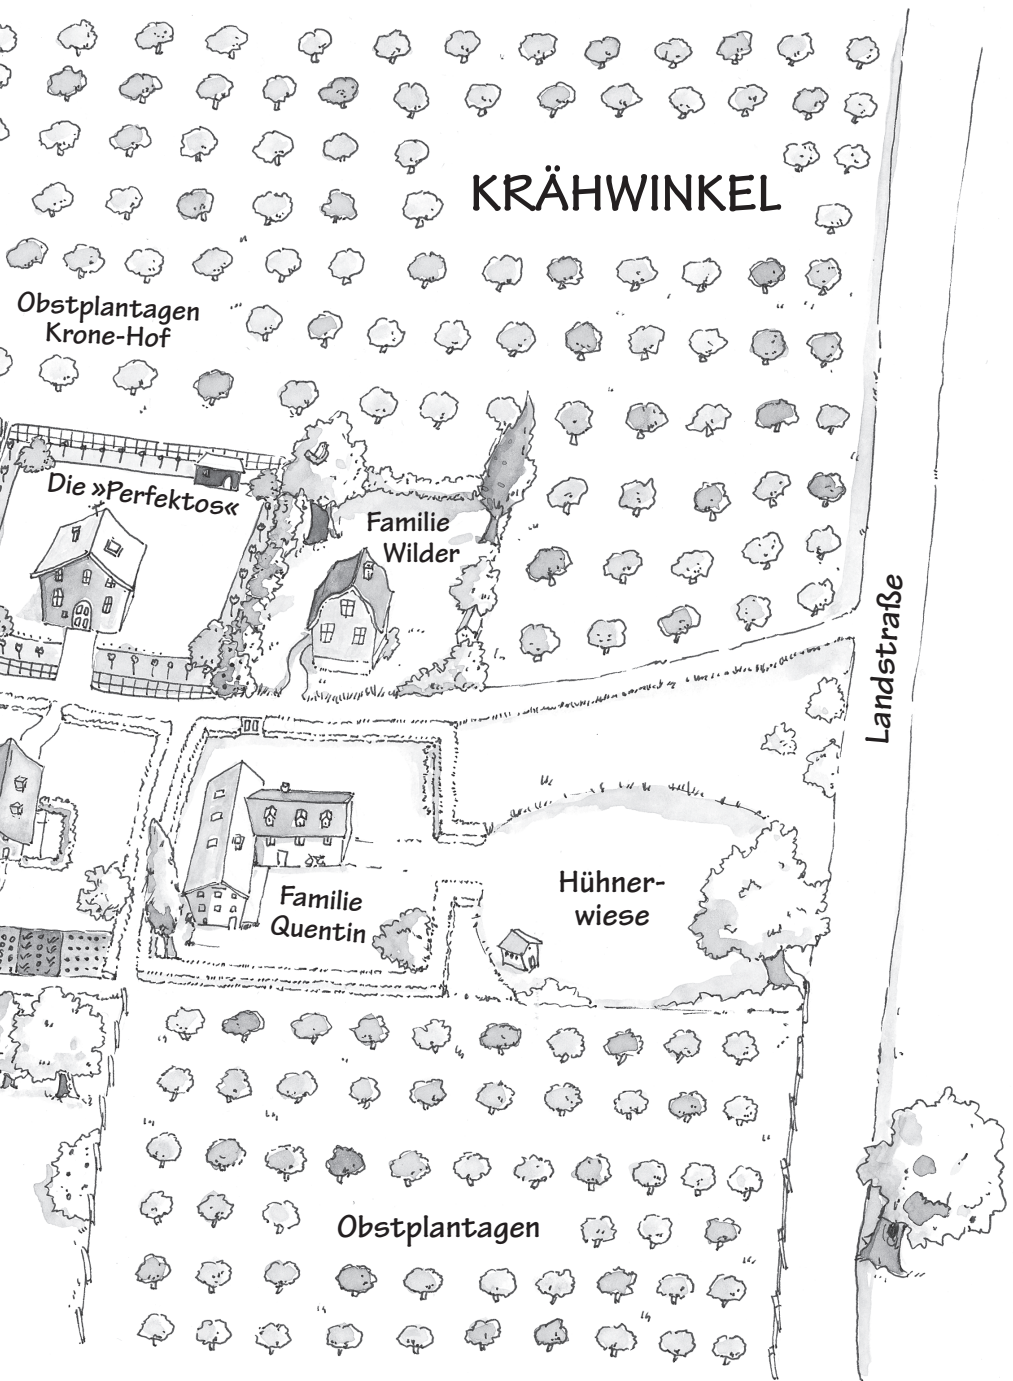 KRÄHWINKEL
Obstplantagen
Krone-Hof
Die »Perfektos«
Familie
Wilder
Landstraße
Hühner-
wiese
Familie
Quentin
Obstplantagen